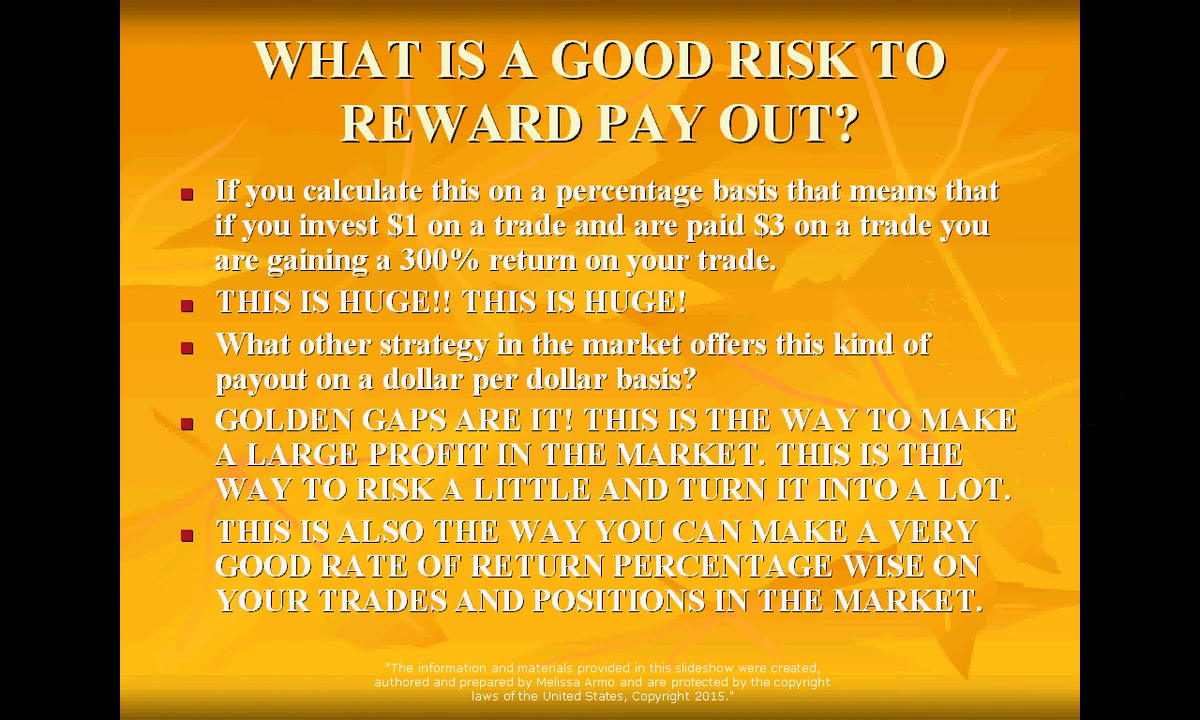 WHAT IS A GOOD RISK TO
REWARD PAY OUT?
If you calculate this on a percentage basis that means that
if you invest $1 on a trade and are paid $3 on a trade you
are gaining a 300% return on your trade.
THIS IS HUGE!! THIS IS HUGE!
What other strategy in the market offers this kind of
payout on a dollar per dollar basis?
GOLDEN GAPS ARE IT! THIS IS THE WAY TO MAKE
A LARGE PROFIT IN THE MARKET. THIS IS THE
WAY TO RISK A LITTLE AND TURN IT INTO A LOT.
THIS IS ALSO THE WAY YOU CAN MAKE A VERY
GOOD RATE OF RETURN PERCENTAGE WISE ON
YOUR TRADES AND POSITIONS IN THE MARKET.
"The information and materials provided in this slideshow were created,
authored and prepared by Melissa Armo and are protected by the copyright
laws of the United States, Copyright 2015."